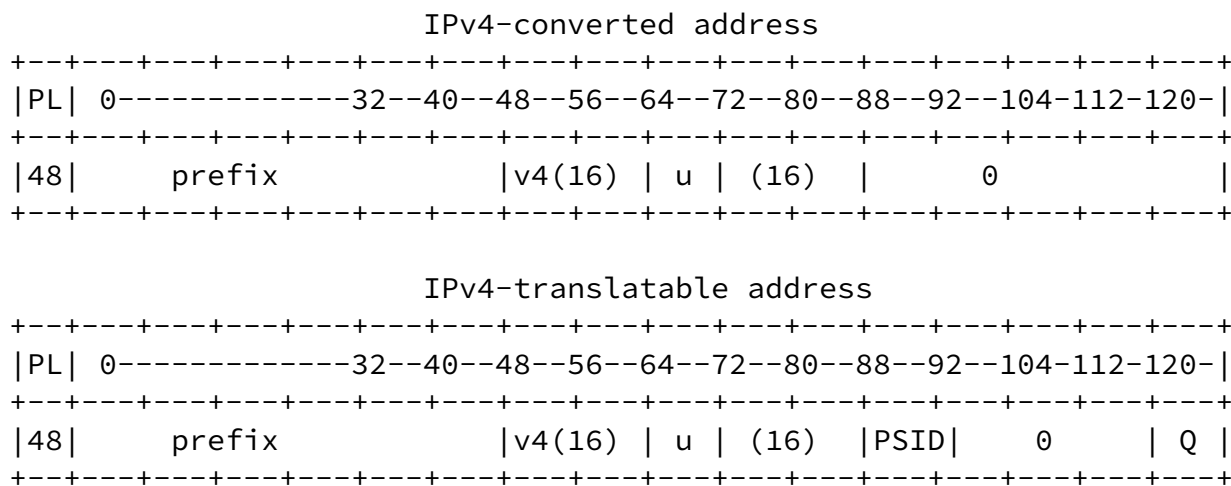 IPv4-converted address
+--+---+---+---+---+---+---+---+---+---+---+---+---+---+---+---+---+
|PL| 0-------------32--40--48--56--64--72--80--88--92--104-112-120-|
+--+---+---+---+---+---+---+---+---+---+---+---+---+---+---+---+---+
|48| prefix |v4(16) | u | (16) | 0 |
+--+---+---+---+---+---+---+---+---+---+---+---+---+---+---+---+---+
IPv4-translatable address
+--+---+---+---+---+---+---+---+---+---+---+---+---+---+---+---+---+
|PL| 0-------------32--40--48--56--64--72--80--88--92--104-112-120-|
+--+---+---+---+---+---+---+---+---+---+---+---+---+---+---+---+---+
|48| prefix |v4(16) | u | (16) |PSID| 0 | Q |
+--+---+---+---+---+---+---+---+---+---+---+---+---+---+---+---+---+